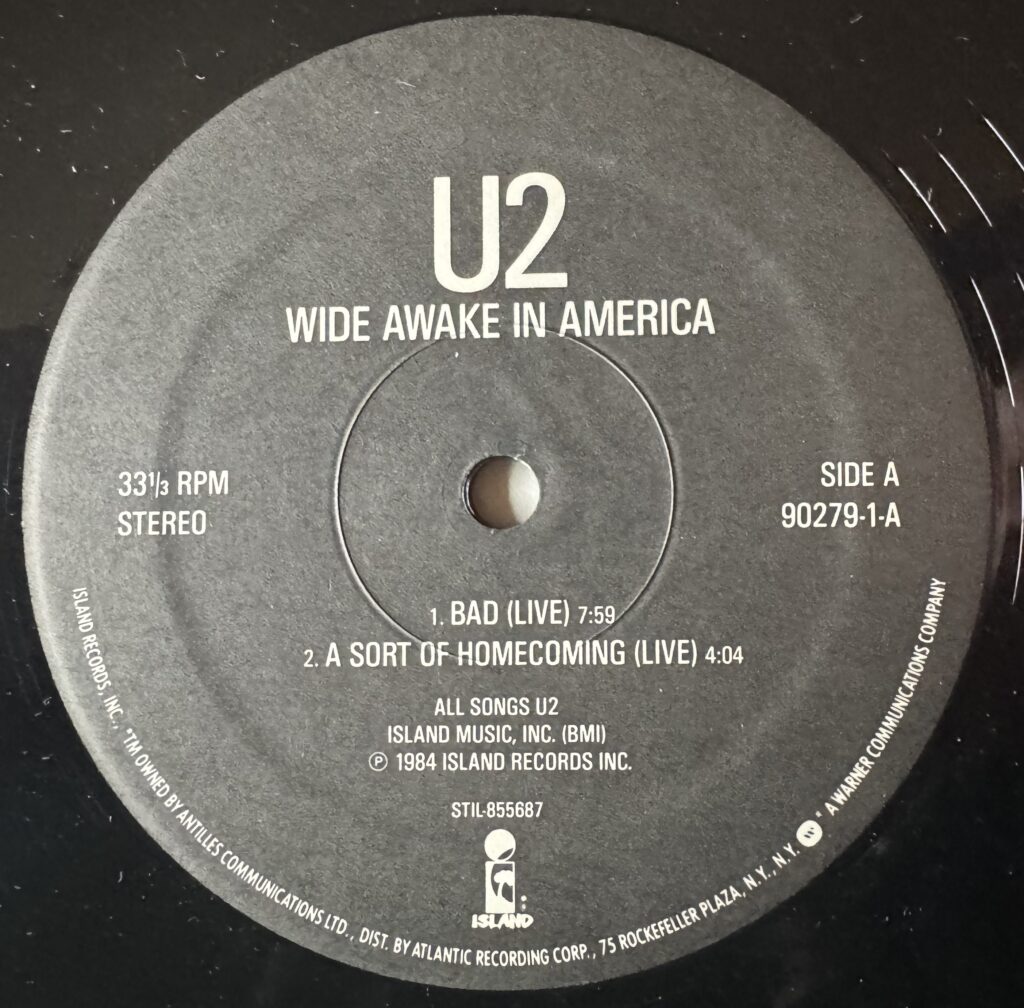 U2
WIDE AWAKE IN AMERICA
33⅓ RPM
STEREO
SIDE A
90279-1-A
1. BAD (LIVE) 7:59
2. A SORT OF HOMECOMING (LIVE) 4:04
ALL SONGS U2
ISLAND MUSIC, INC. (BMI)
℗ 1984 ISLAND RECORDS INC.
STIL-855687
ISLAND
ISLAND RECORDS, INC., *TM OWNED BY ANTILLES COMMUNICATIONS LTD., DIST. BY ATLANTIC RECORDING CORP., 75 ROCKEFELLER PLAZA, N.Y., N.Y. * A WARNER COMMUNICATIONS COMPANY